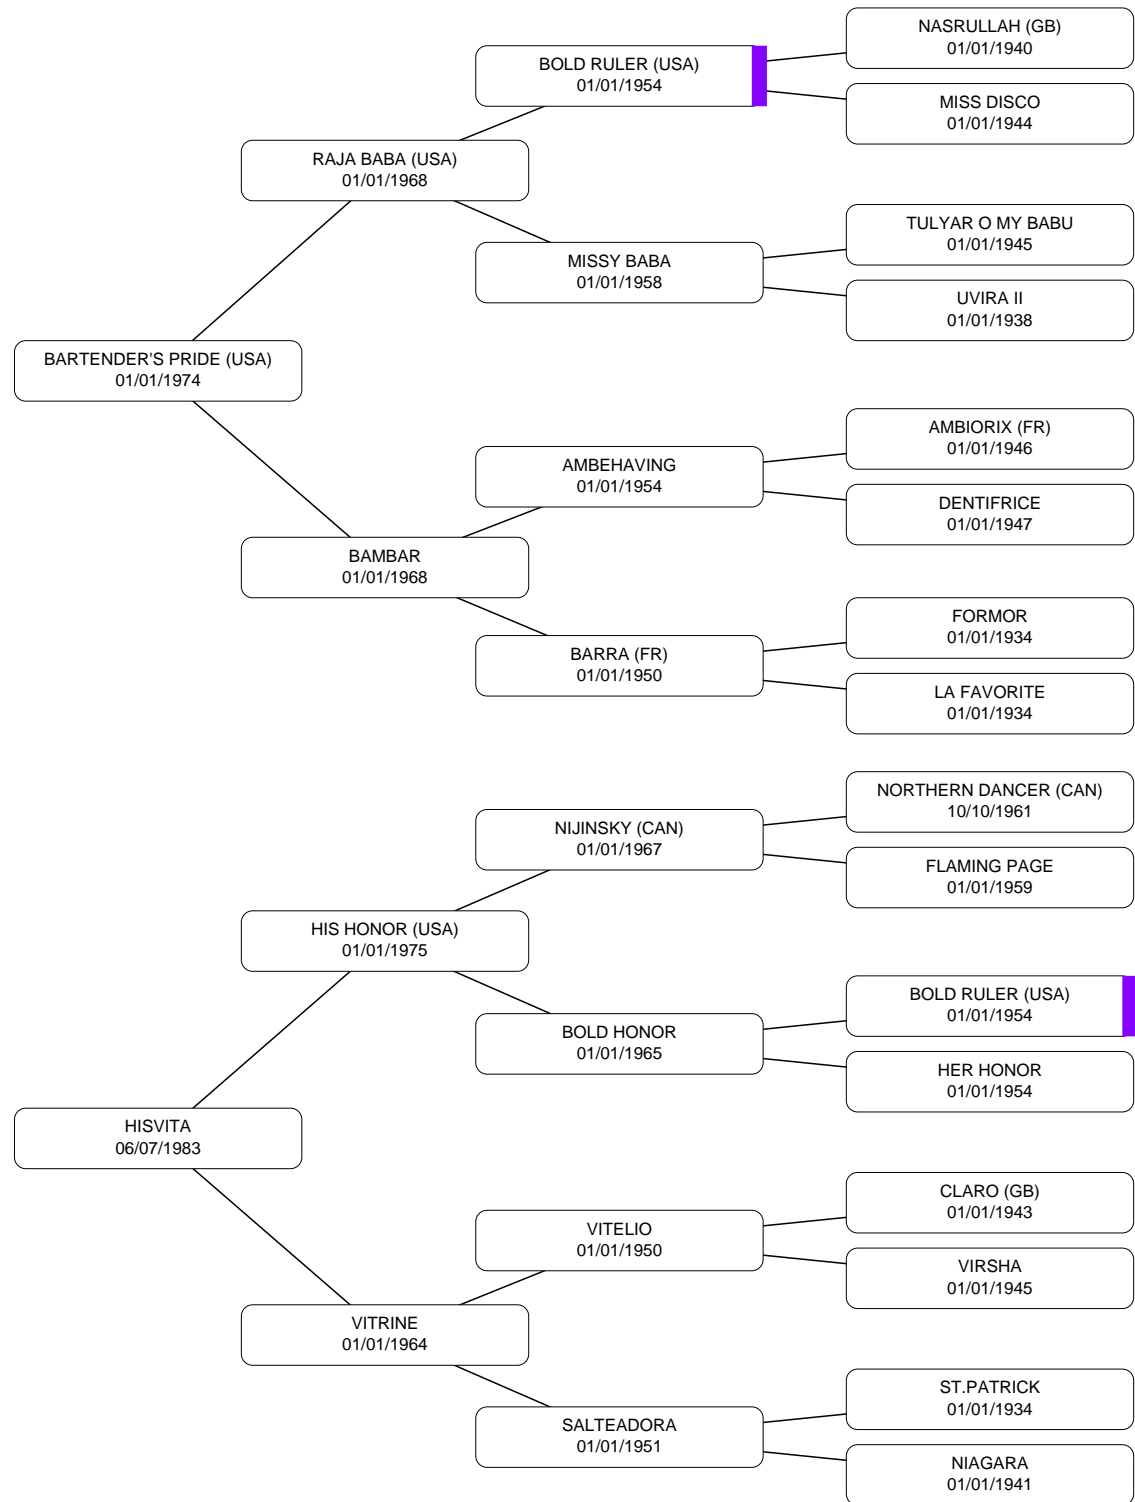 NASRULLAH (GB)
01/01/1940
BOLD RULER (USA)
01/01/1954
MISS DISCO
01/01/1944
RAJA BABA (USA)
01/01/1968
TULYAR O MY BABU
01/01/1945
MISSY BABA
01/01/1958
UVIRA II
01/01/1938
BARTENDER'S PRIDE (USA)
01/01/1974
AMBIORIX (FR)
01/01/1946
AMBEHAVING
01/01/1954
DENTIFRICE
01/01/1947
BAMBAR
01/01/1968
FORMOR
01/01/1934
BARRA (FR)
01/01/1950
LA FAVORITE
01/01/1934
NORTHERN DANCER (CAN)
10/10/1961
NIJINSKY (CAN)
01/01/1967
FLAMING PAGE
01/01/1959
HIS HONOR (USA)
01/01/1975
BOLD RULER (USA)
01/01/1954
BOLD HONOR
01/01/1965
HER HONOR
01/01/1954
HISVITA
06/07/1983
CLARO (GB)
01/01/1943
VITELIO
01/01/1950
VIRSHA
01/01/1945
VITRINE
01/01/1964
ST.PATRICK
01/01/1934
SALTEADORA
01/01/1951
NIAGARA
01/01/1941